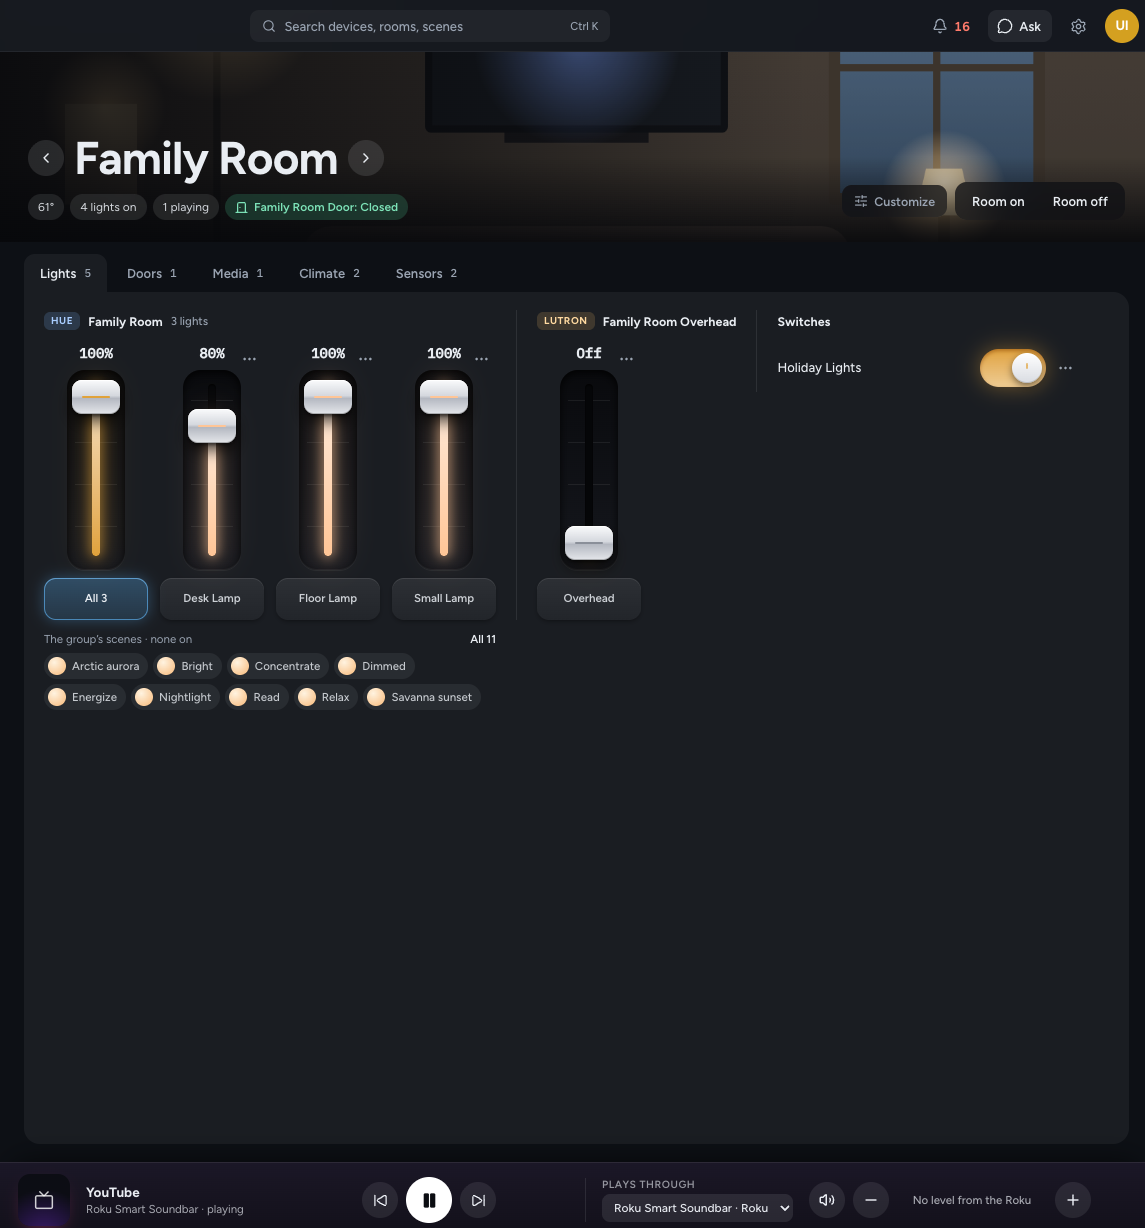 Search devices, rooms, scenes Ctrl K 16 Ask UI
Family Room
61° 4 lights on 1 playing Family Room Door: Closed
Customize Room on Room off
Lights 5 Doors 1 Media 1 Climate 2 Sensors 2
HUE Family Room 3 lights
100% 80% ... 100% ... 100% ...
All 3 Desk Lamp Floor Lamp Small Lamp
The group's scenes · none on All 11
Arctic aurora Bright Concentrate Dimmed
Energize Nightlight Read Relax Savanna sunset
LUTRON Family Room Overhead
Off ...
Overhead
Switches
Holiday Lights ...
YouTube
Roku Smart Soundbar · playing
PLAYS THROUGH
Roku Smart Soundbar · Roku
No level from the Roku